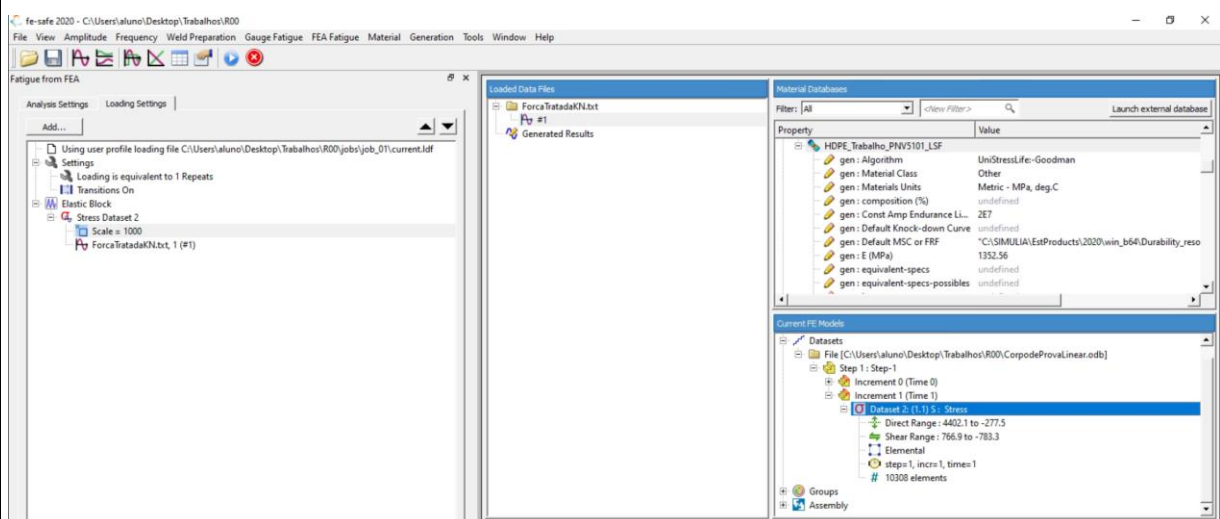 fe-safe 2020 - C:\Users\aluno\Desktop\Trabalhos\R00
File View Amplitude Frequency Weld Preparation Gauge Fatigue FEA Fatigue Material Generation Tools Window Help
Fatigue from FEA
Analysis Settings Loading Settings
Add...
Using user profile loading file C:\Users\aluno\Desktop\Trabalhos\R00\jobs\job_01\current.ldf
Settings
Loading is equivalent to 1 Repeats
Transitions On
Elastic Block
Stress Dataset 2
Scale = 1000
ForcaTratadaKN.txt, 1 (#1)
Loaded Data Files
ForcaTratadaKN.txt
#1
Generated Results
Material Databases
Filter: All <New Filter> Launch external database
Property Value
HDPE_Trabalho_PNV5101_LSF
gen : Algorithm UniStressLife:-Goodman
gen : Material Class Other
gen : Materials Units Metric - MPa, deg.C
gen : composition (%) undefined
gen : Const Amp Endurance Li... 2E7
gen : Default Knock-down Curve undefined
gen : Default MSC or FRF "C:\SIMULIA\EstProducts\2020\win_b64\Durability_reso
gen : E (MPa) 1352.56
gen : equivalent-specs undefined
gen : equivalent-specs-possibles undefined
Current FE Models
Datasets
File [C:\Users\aluno\Desktop\Trabalhos\R00\CorpodeProvaLinear.odb]
Step 1 : Step-1
Increment 0 (Time 0)
Increment 1 (Time 1)
Dataset 2: (1.1) S : Stress
Direct Range : 4402.1 to -277.5
Shear Range : 766.9 to -783.3
Elemental
step=1, incr=1, time=1
# 10308 elements
Groups
Assembly